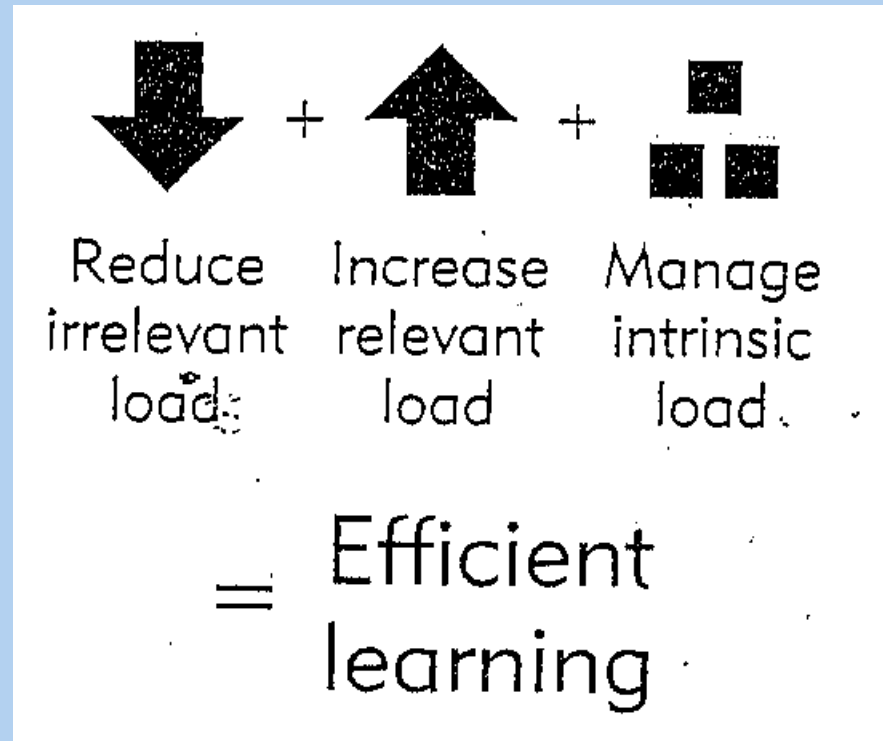 + +
Reduce Increase Manage
irrelevant relevant intrinsic
load load load
= Efficient
learning